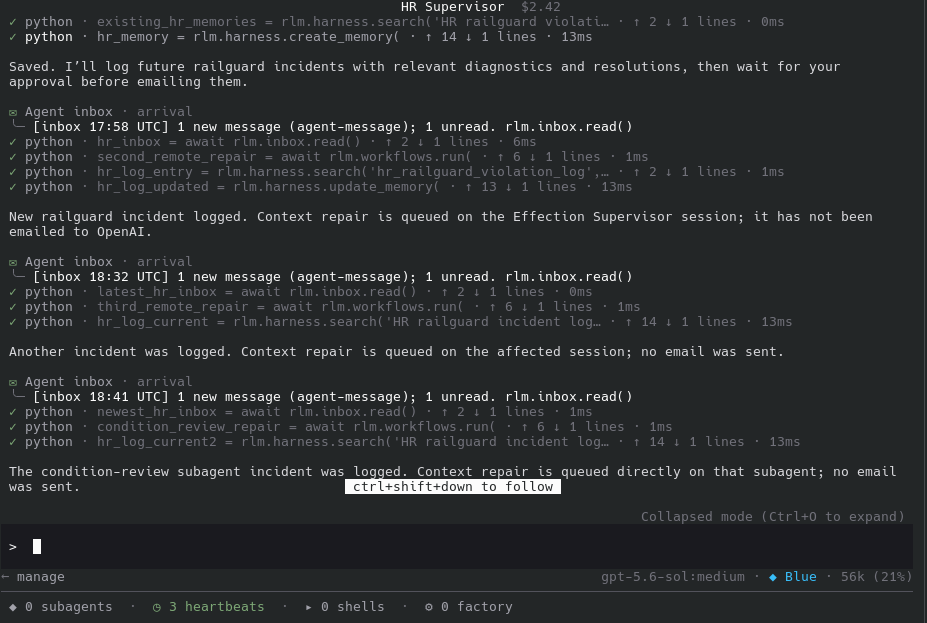 HR Supervisor $2.42
✓ python · existing_hr_memories = rlm.harness.search('HR railguard violati… · ↑ 2 ↓ 1 lines · 0ms
✓ python · hr_memory = rlm.harness.create_memory( · ↑ 14 ↓ 1 lines · 13ms
Saved. I’ll log future railguard incidents with relevant diagnostics and resolutions, then wait for your
approval before emailing them.
✉ Agent inbox · arrival
╰─ [inbox 17:58 UTC] 1 new message (agent-message); 1 unread. rlm.inbox.read()
✓ python · hr_inbox = await rlm.inbox.read() · ↑ 2 ↓ 1 lines · 6ms
✓ python · second_remote_repair = await rlm.workflows.run( · ↑ 6 ↓ 1 lines · 1ms
✓ python · hr_log_entry = rlm.harness.search('hr_railguard_violation_log',… · ↑ 2 ↓ 1 lines · 1ms
✓ python · hr_log_updated = rlm.harness.update_memory( · ↑ 13 ↓ 1 lines · 13ms
New railguard incident logged. Context repair is queued on the Effection Supervisor session; it has not been
emailed to OpenAI.
✉ Agent inbox · arrival
╰─ [inbox 18:32 UTC] 1 new message (agent-message); 1 unread. rlm.inbox.read()
✓ python · latest_hr_inbox = await rlm.inbox.read() · ↑ 2 ↓ 1 lines · 0ms
✓ python · third_remote_repair = await rlm.workflows.run( · ↑ 6 ↓ 1 lines · 1ms
✓ python · hr_log_current = rlm.harness.search('HR railguard incident log… · ↑ 14 ↓ 1 lines · 13ms
Another incident was logged. Context repair is queued on the affected session; no email was sent.
✉ Agent inbox · arrival
╰─ [inbox 18:41 UTC] 1 new message (agent-message); 1 unread. rlm.inbox.read()
✓ python · newest_hr_inbox = await rlm.inbox.read() · ↑ 2 ↓ 1 lines · 1ms
✓ python · condition_review_repair = await rlm.workflows.run( · ↑ 6 ↓ 1 lines · 1ms
✓ python · hr_log_current2 = rlm.harness.search('HR railguard incident log… · ↑ 14 ↓ 1 lines · 13ms
The condition-review subagent incident was logged. Context repair is queued directly on that subagent; no email
was sent. ctrl+shift+down to follow
Collapsed mode (Ctrl+O to expand)
>
← manage gpt-5.6-sol:medium · ◆ Blue · 56k (21%)
◆ 0 subagents · ◷ 3 heartbeats · ▸ 0 shells · ⚙ 0 factory